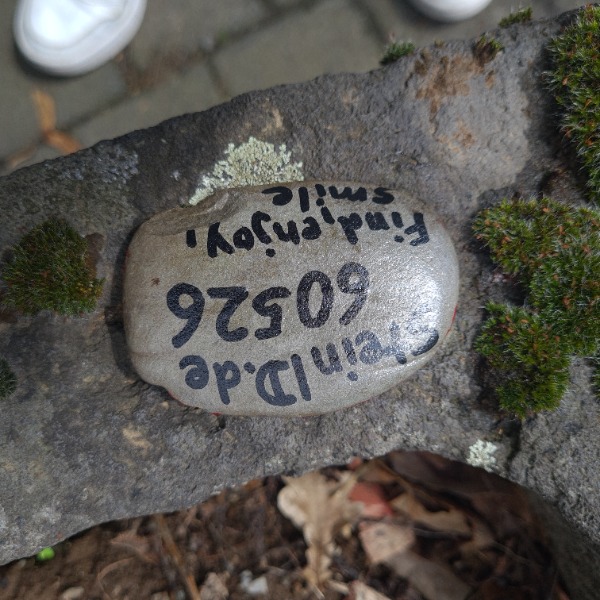 SteinID.de
60526
Find, enjoy,
smile